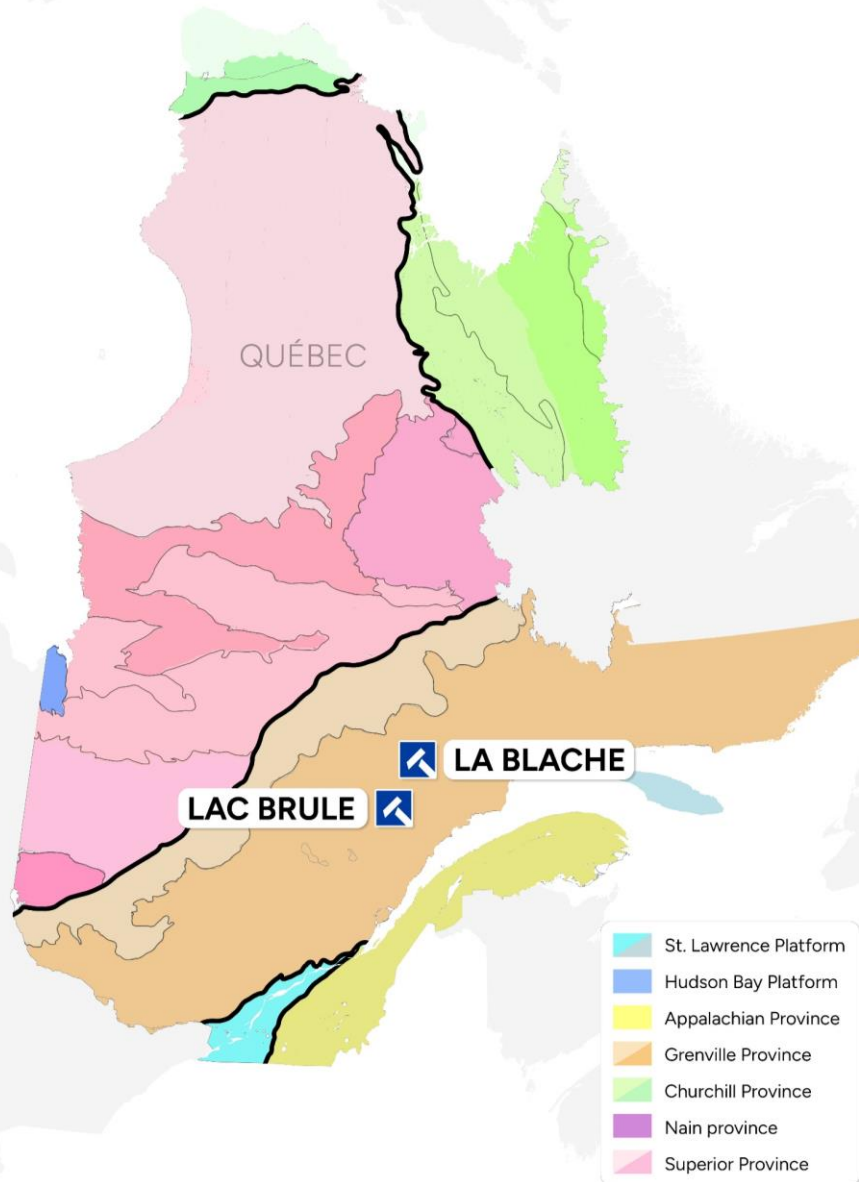 QUÉBEC
LA BLACHE
LAC BRULE
St. Lawrence Platform
Hudson Bay Platform
Appalachian Province
Grenville Province
Churchill Province
Nain province
Superior Province